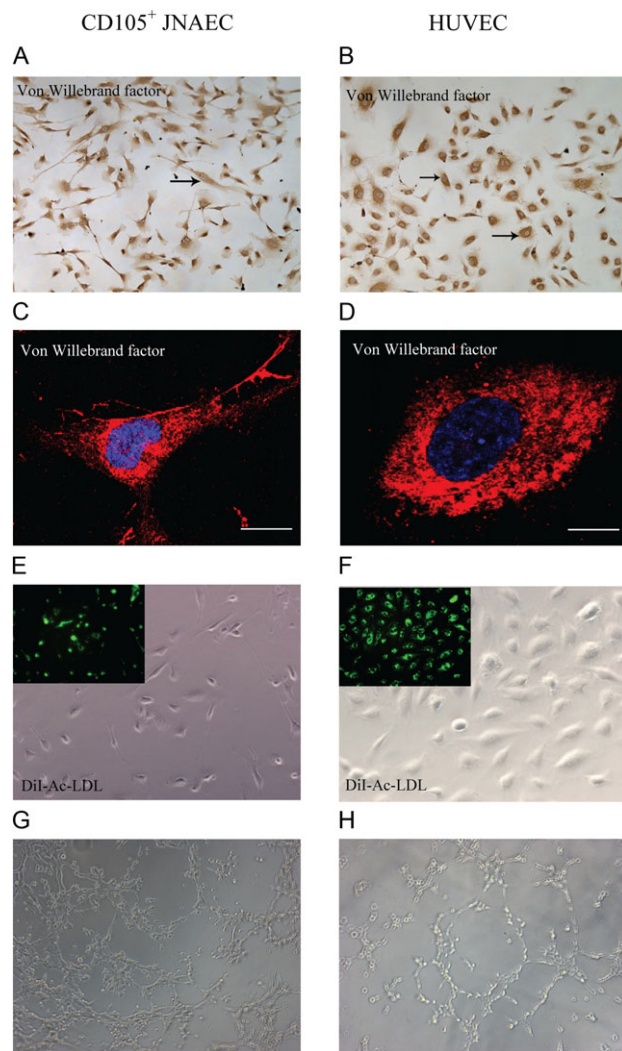 CD105⁺ JNAEC HUVEC
A B
Von Willebrand factor Von Willebrand factor
C D
Von Willebrand factor Von Willebrand factor
E F
DiI-Ac-LDL DiI-Ac-LDL
G H